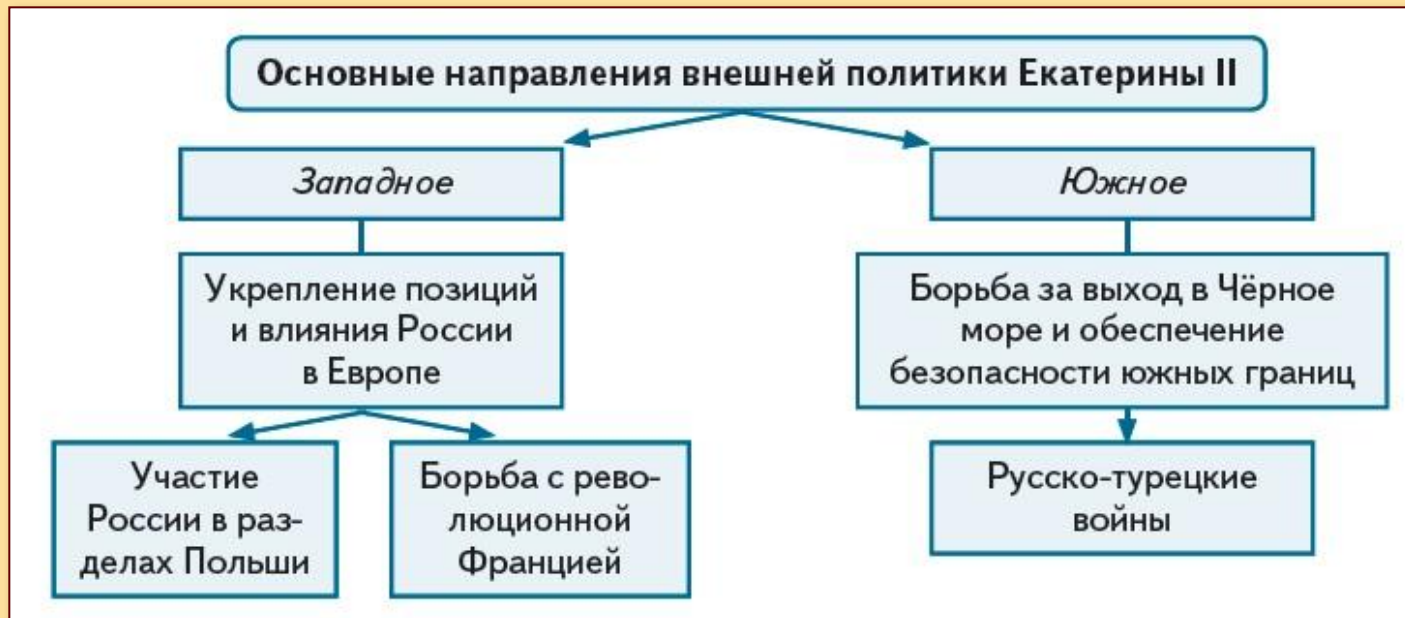 Основные направления внешней политики Екатерины II
Западное
Южное
Укрепление позиций
и влияния России
в Европе
Борьба за выход в Чёрное
море и обеспечение
безопасности южных границ
Участие
России в раз-
делах Польши
Борьба с рево-
люционной
Францией
Русско-турецкие
войны